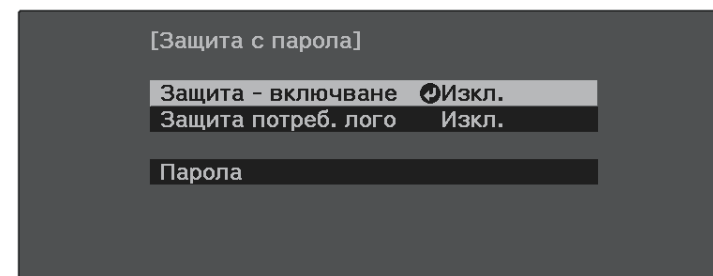 [Защита с парола]
Защита - включване Изкл.
Защита потреб. лого Изкл.
Парола